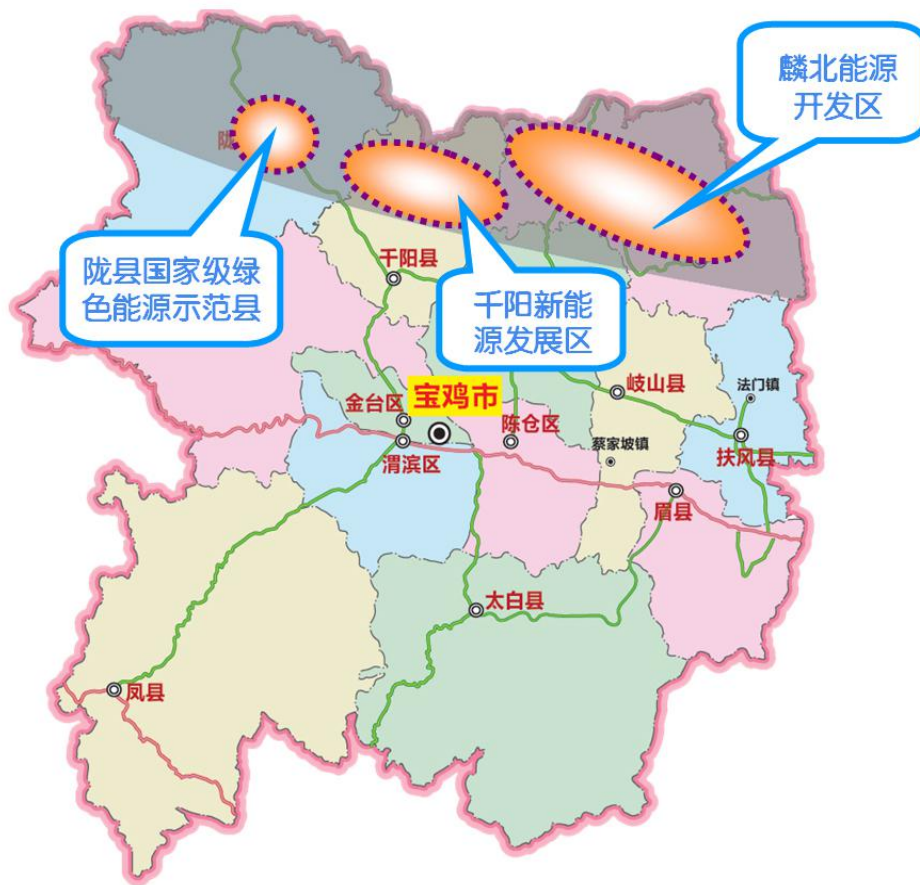 麟北能源
开发区
陇
陇县国家级绿
色能源示范县
千阳县
千阳新能
源发展区
岐山县
法门镇
金台区
宝鸡市
陈仓区
蔡家坡镇
扶风县
渭滨区
眉县
太白县
凤县